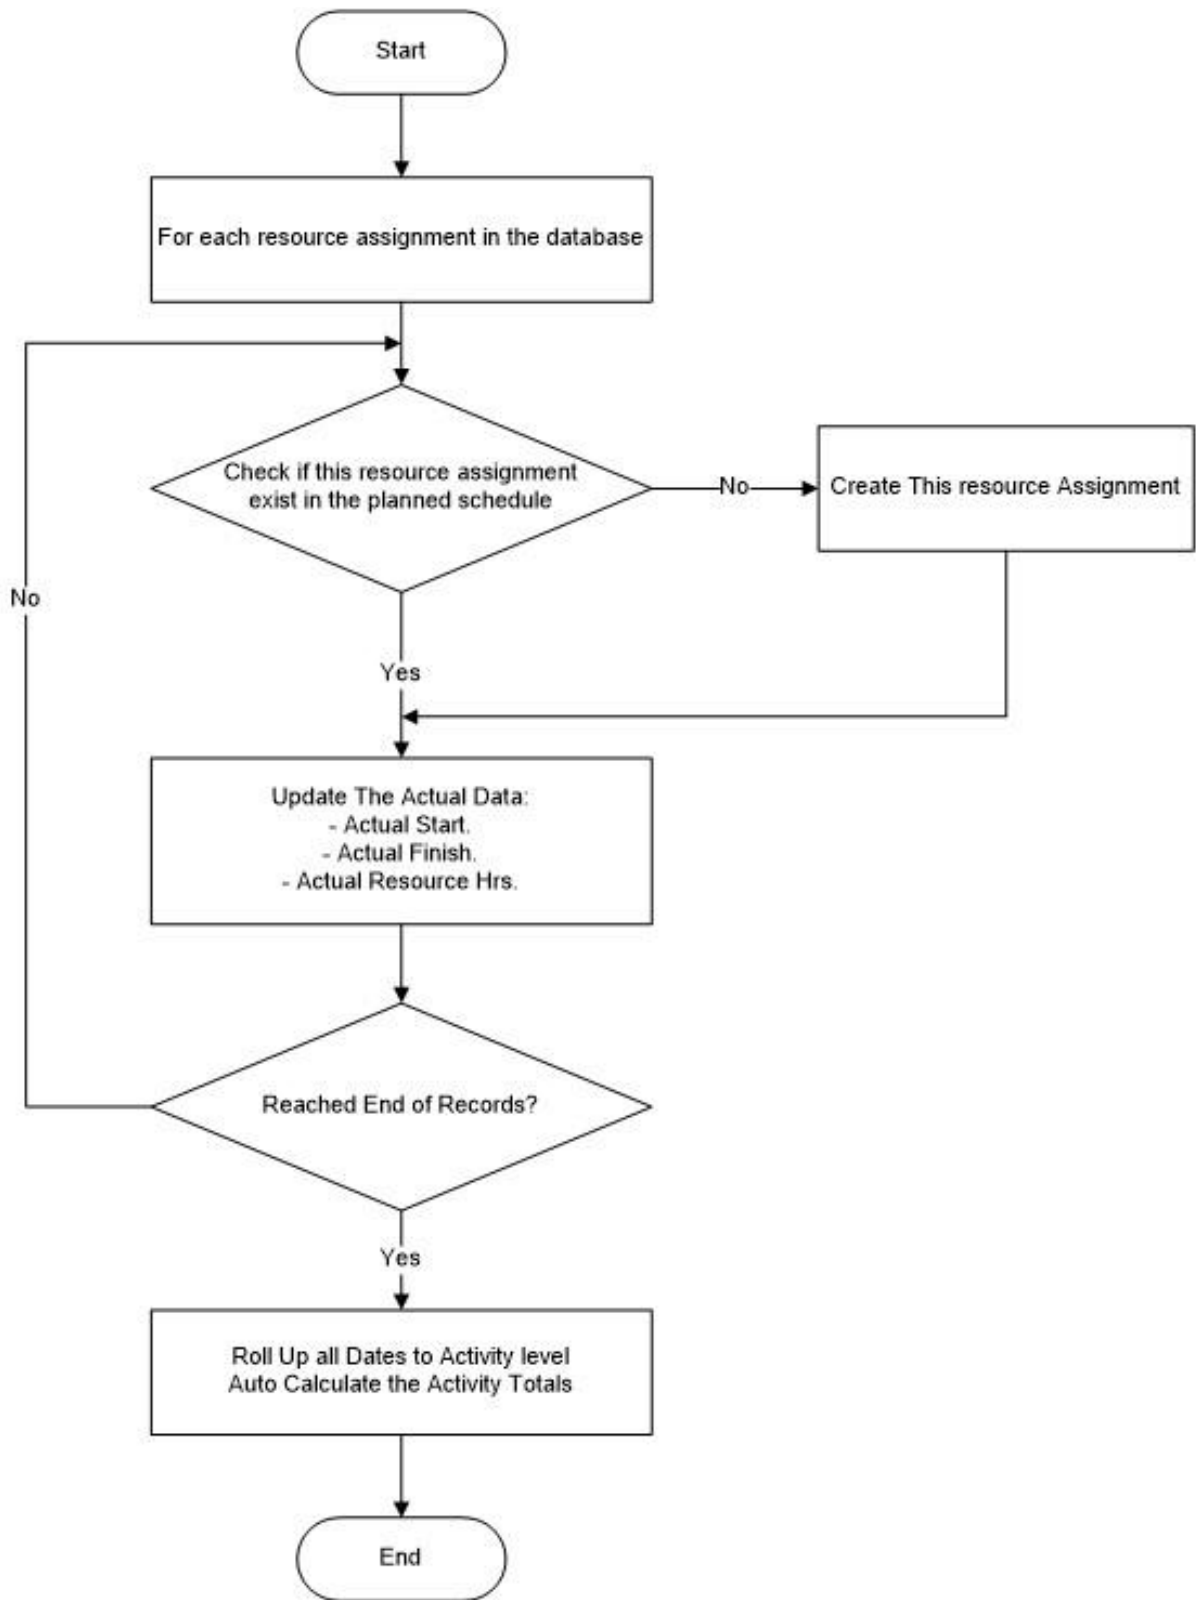 Start
For each resource assignment in the database
Check if this resource assignment
exist in the planned schedule
No
Create This resource Assignment
No
Yes
Update The Actual Data:
- Actual Start.
- Actual Finish.
- Actual Resource Hrs.
Reached End of Records?
Yes
Roll Up all Dates to Activity level
Auto Calculate the Activity Totals
End